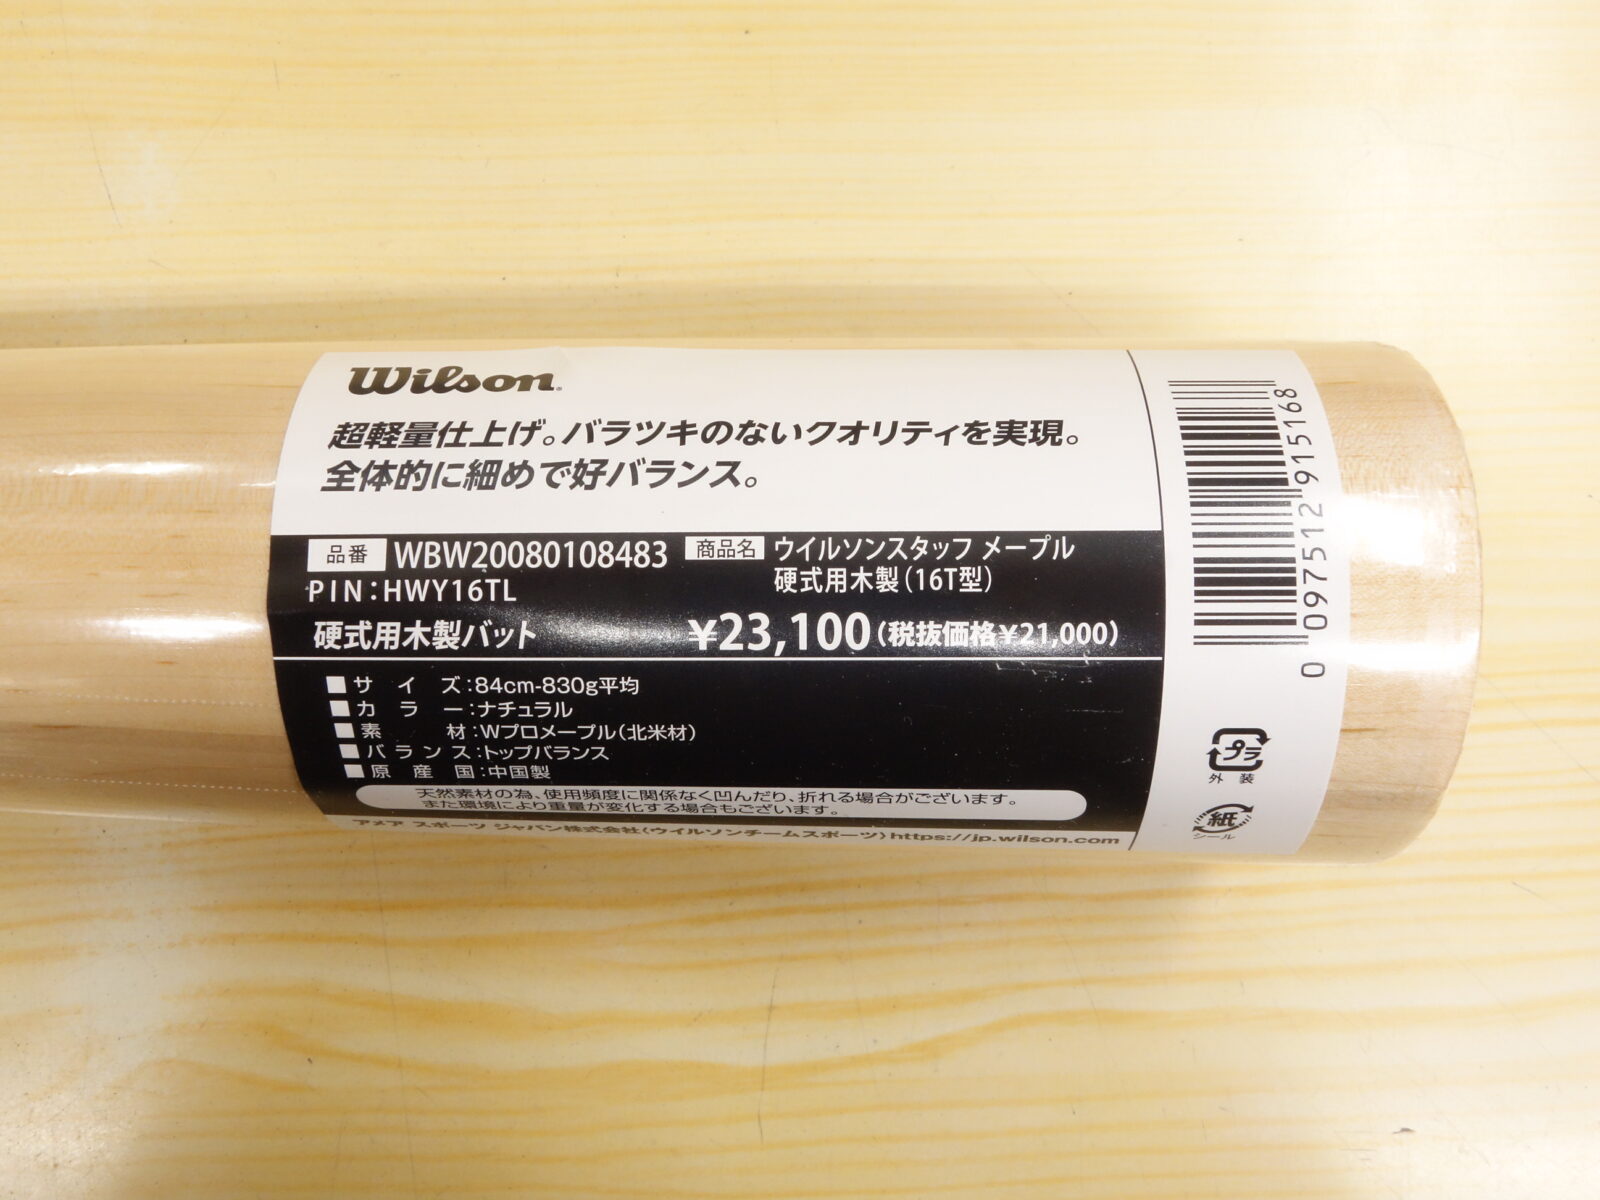 Wilson
超軽量仕上げ。バラツキのないクオリティを実現。
全体的に細めで好バランス。
品番 WBW20080108483
PIN:HWY16TL
商品名 ウイルソンスタッフ メープル
硬式用木製(16T型)
硬式用木製バット ¥23,100(税抜価格¥21,000)
■サイズ:84cm-830g平均
■カラー:ナチュラル
■素材:Wプロメープル(北米材)
■バランス:トップバランス
■原産国:中国製
天然素材の為、使用頻度に関係なく凹んだり、折れる場合がございます。
また環境により重量が変化する場合もございます。
アメア スポーツ ジャパン株式会社(ウイルソンチームスポーツ)https://jp.wilson.com
0 097512 915168
プラ
外装
紙
シール